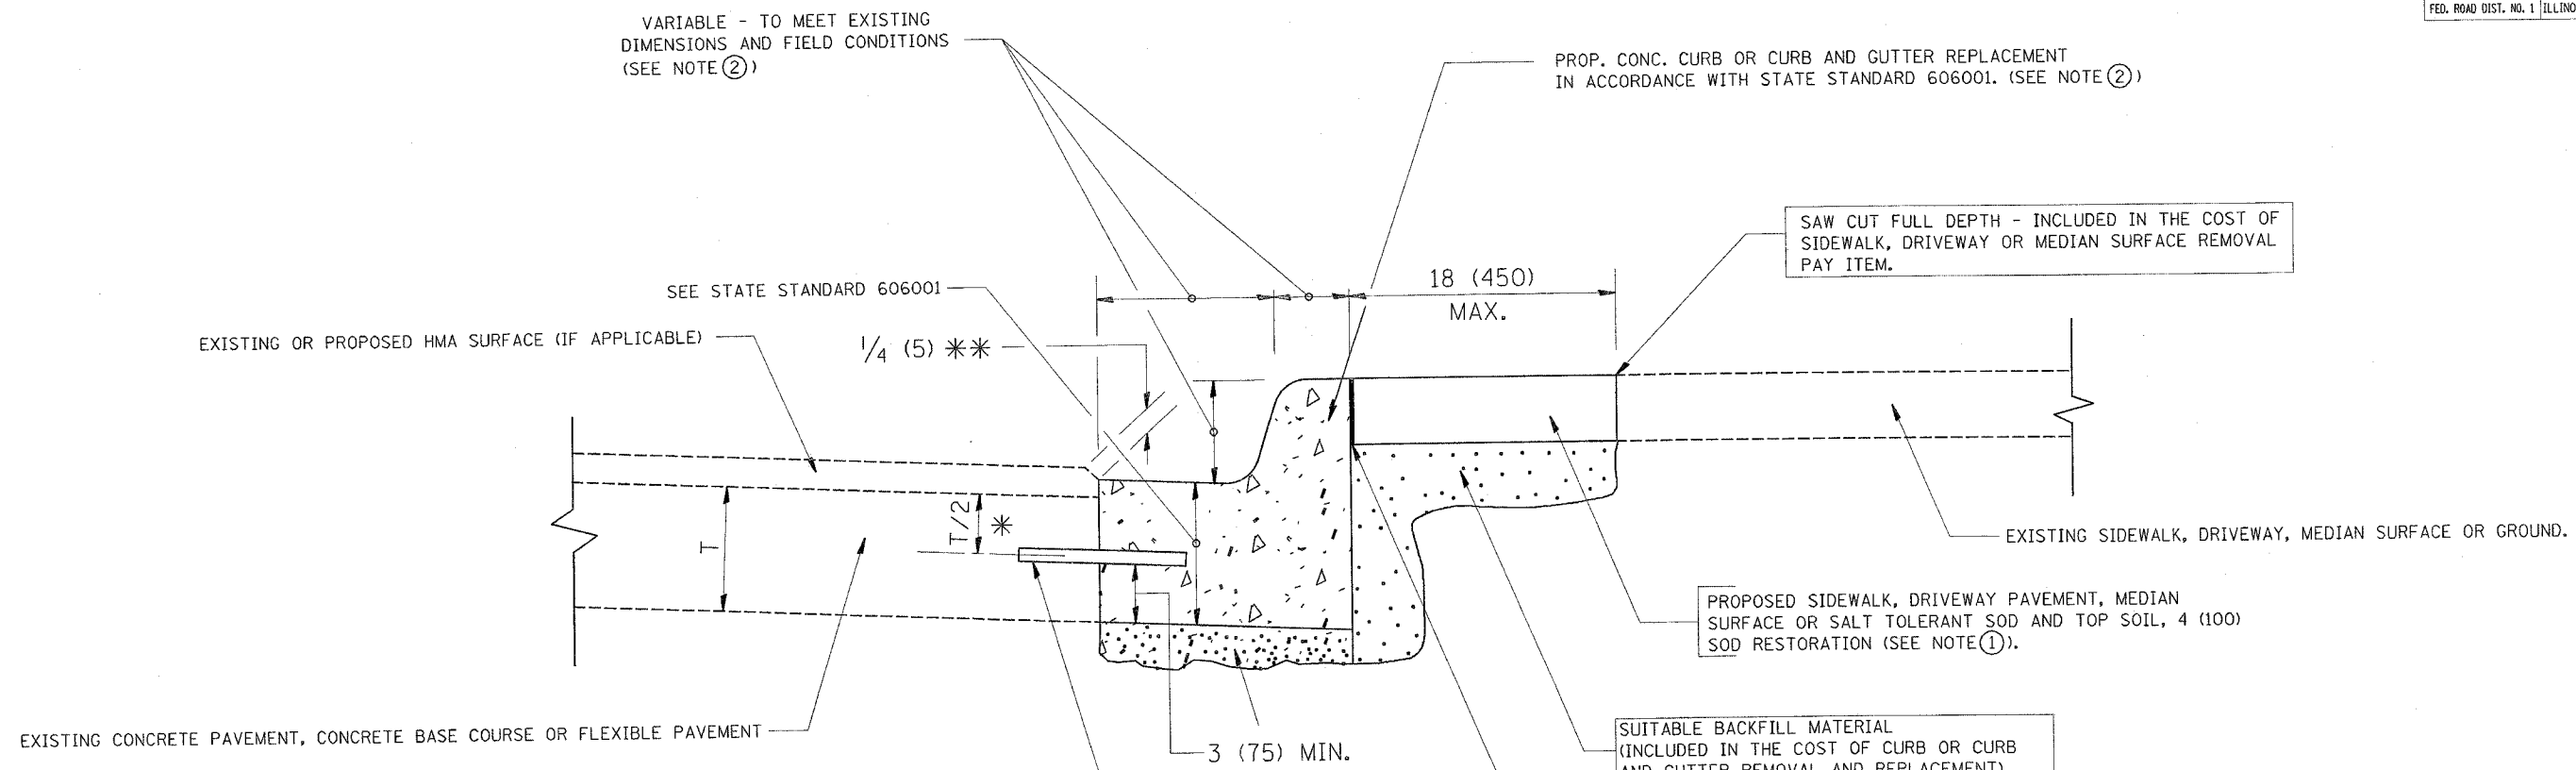 FED. ROAD DIST. NO. 1 ILLINO
VARIABLE - TO MEET EXISTING
DIMENSIONS AND FIELD CONDITIONS
(SEE NOTE ②)
PROP. CONC. CURB OR CURB AND GUTTER REPLACEMENT
IN ACCORDANCE WITH STATE STANDARD 606001. (SEE NOTE ②)
SAW CUT FULL DEPTH - INCLUDED IN THE COST OF
SIDEWALK, DRIVEWAY OR MEDIAN SURFACE REMOVAL
PAY ITEM.
SEE STATE STANDARD 606001
18 (450)
MAX.
EXISTING OR PROPOSED HMA SURFACE (IF APPLICABLE)
1/4 (5) **
T
T/2
*
EXISTING SIDEWALK, DRIVEWAY, MEDIAN SURFACE OR GROUND.
PROPOSED SIDEWALK, DRIVEWAY PAVEMENT, MEDIAN
SURFACE OR SALT TOLERANT SOD AND TOP SOIL, 4 (100)
SOD RESTORATION (SEE NOTE ①).
EXISTING CONCRETE PAVEMENT, CONCRETE BASE COURSE OR FLEXIBLE PAVEMENT
3 (75) MIN.
SUITABLE BACKFILL MATERIAL
(INCLUDED IN THE COST OF CURB OR CURB
AND GUTTER REMOVAL AND REPLACEMENT)